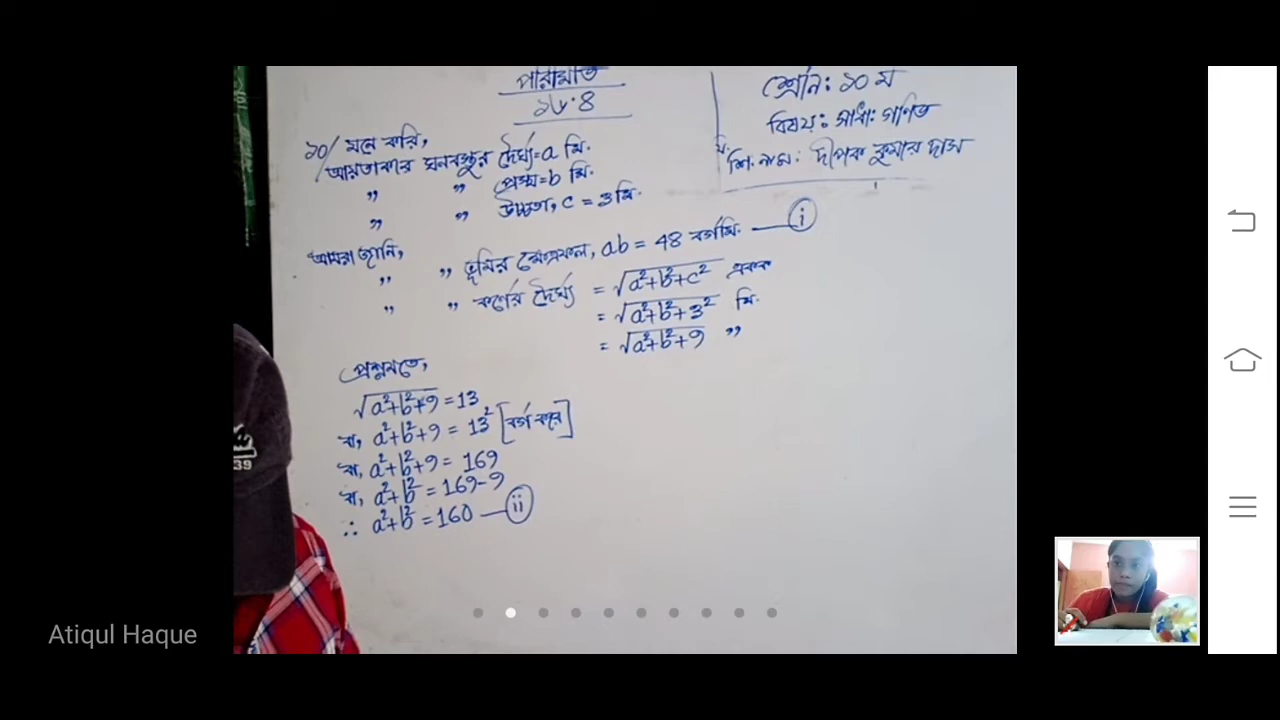 পরিমিতি
১৬.৪
শ্রেনি: ১০ ম
বিষয়: সাধা: গণিত
শি. নাম: দীপক কুমার দাস
১০/ মনে করি,
আয়তাকার ঘনবস্তুর দৈর্ঘ্য = a মি.
" " প্রস্থ = b মি.
" " উচ্চতা, c = 3 মি.
আমরা জানি,
" " ভূমির ক্ষেত্রফল, ab = 48 বর্গমি. — (i)
" " কর্ণের দৈর্ঘ্য = √a²+b²+c² একক
= √a²+b²+3² মি.
= √a²+b²+9 "
প্রশ্নমতে,
√a²+b²+9 = 13
বা, a²+b²+9 = 13² [বর্গ করে]
বা, a²+b²+9 = 169
বা, a²+b² = 169-9
∴ a²+b² = 160 — (ii)
39
Atiqul Haque